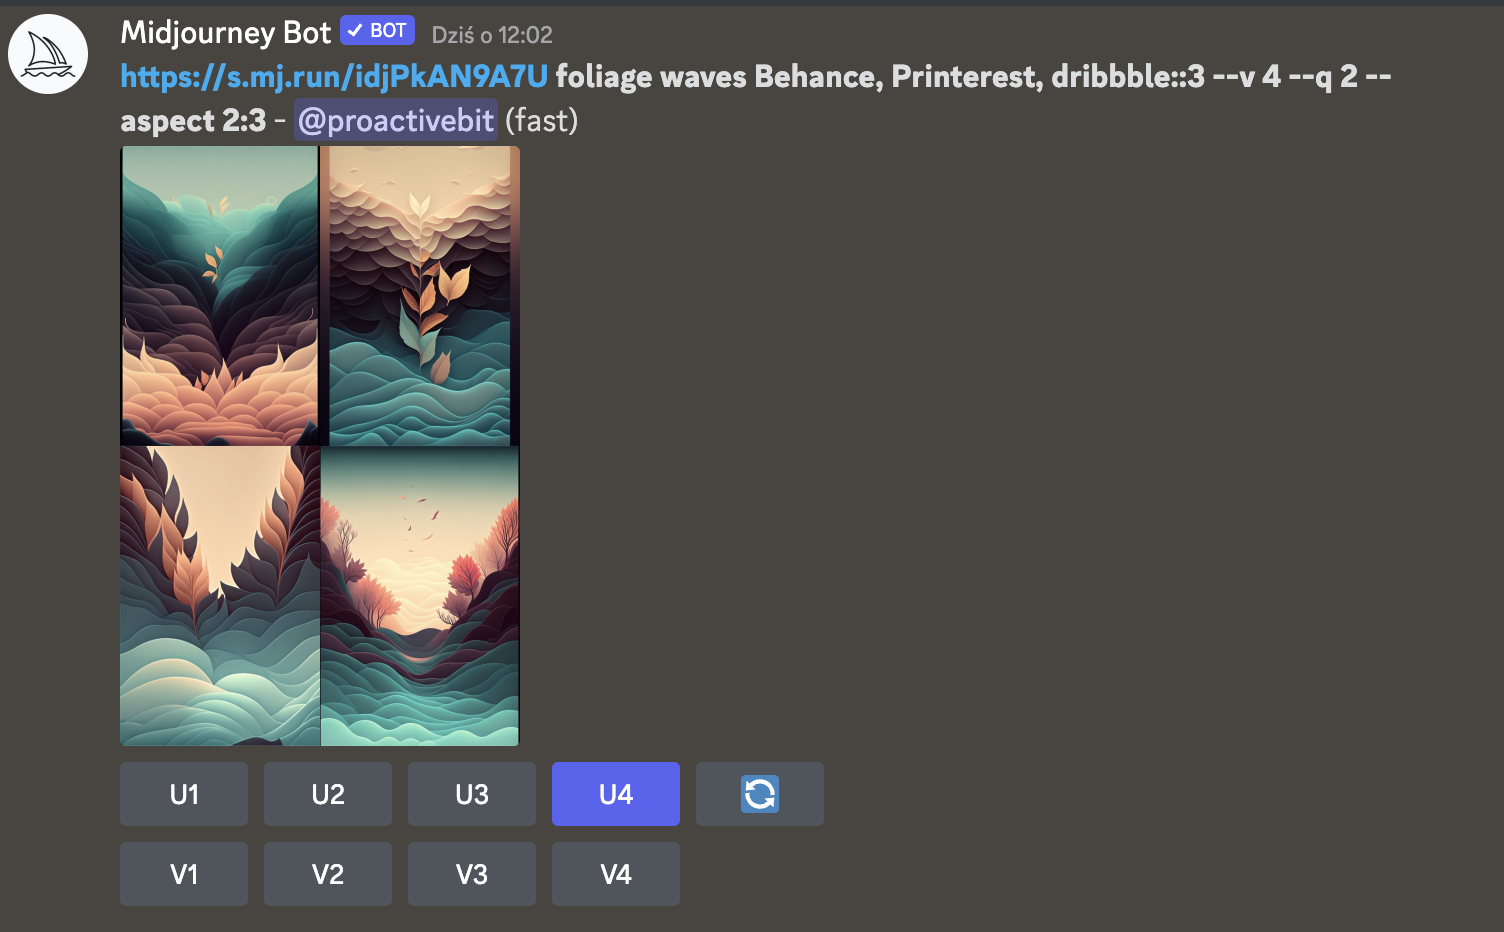 Midjourney Bot ✓ BOT Dziś o 12:02
https://s.mj.run/idjPkAN9A7U foliage waves Behance, Printerest, dribbble::3 --v 4 --q 2 --
aspect 2:3 - @proactivebit (fast)
U1 U2 U3 U4
V1 V2 V3 V4